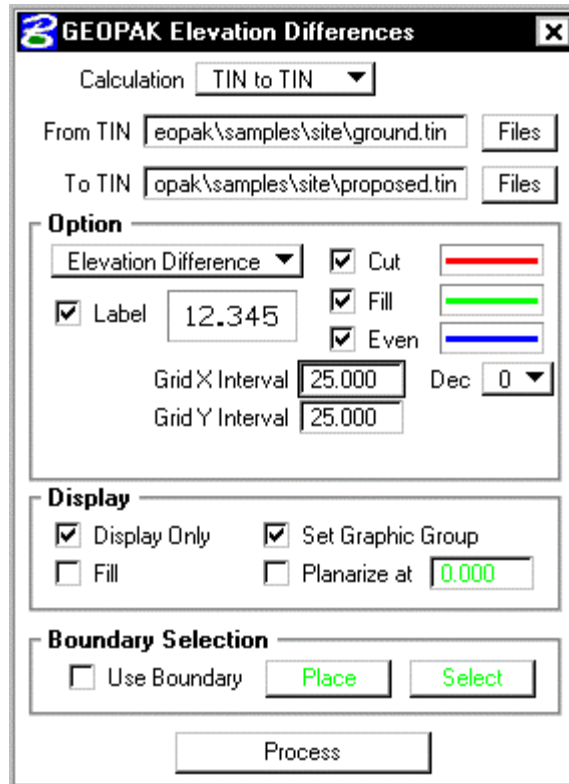 GEOPAK Elevation Differences
Calculation TIN to TIN
From TIN eopak\samples\site\ground.tin Files
To TIN opak\samples\site\proposed.tin Files
Option
Elevation Difference Cut
Label 12.345 Fill
Even
Grid X Interval 25.000 Dec 0
Grid Y Interval 25.000
Display
Display Only Set Graphic Group
Fill Planarize at 0.000
Boundary Selection
Use Boundary Place Select
Process